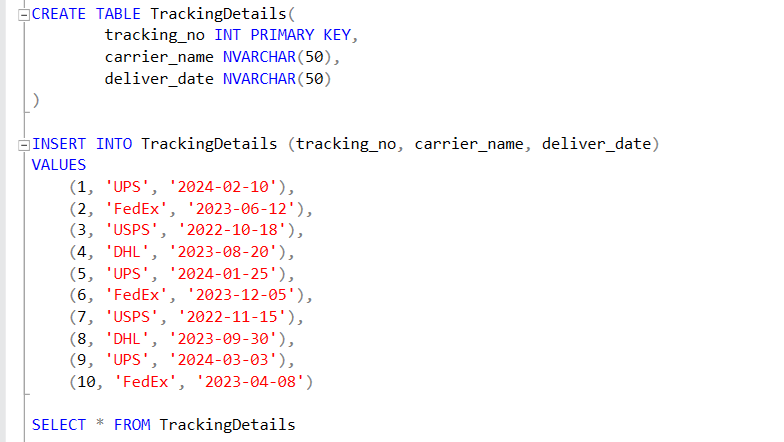 CREATE TABLE TrackingDetails(
tracking_no INT PRIMARY KEY,
carrier_name NVARCHAR(50),
deliver_date NVARCHAR(50)
)
INSERT INTO TrackingDetails (tracking_no, carrier_name, deliver_date)
VALUES
(1, 'UPS', '2024-02-10'),
(2, 'FedEx', '2023-06-12'),
(3, 'USPS', '2022-10-18'),
(4, 'DHL', '2023-08-20'),
(5, 'UPS', '2024-01-25'),
(6, 'FedEx', '2023-12-05'),
(7, 'USPS', '2022-11-15'),
(8, 'DHL', '2023-09-30'),
(9, 'UPS', '2024-03-03'),
(10, 'FedEx', '2023-04-08')
SELECT * FROM TrackingDetails